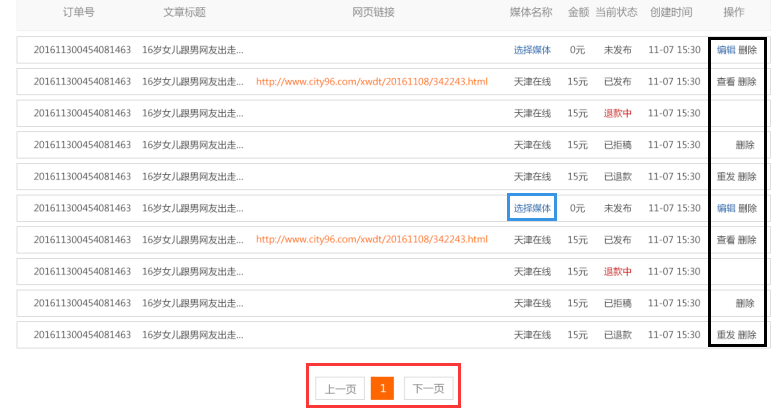 订单号 文章标题 网页链接 媒体名称 金额 当前状态 创建时间 操作
201611300454081463 16岁女儿跟男网友出走... 选择媒体 0元 未发布 11-07 15:30 编辑 删除
201611300454081463 16岁女儿跟男网友出走... http://www.city96.com/xwdt/20161108/342243.html 天津在线 15元 已发布 11-07 15:30 查看 删除
201611300454081463 16岁女儿跟男网友出走... 天津在线 15元 退款中 11-07 15:30
201611300454081463 16岁女儿跟男网友出走... 天津在线 15元 已拒稿 11-07 15:30 删除
201611300454081463 16岁女儿跟男网友出走... 天津在线 15元 已退款 11-07 15:30 重发 删除
201611300454081463 16岁女儿跟男网友出走... 选择媒体 0元 未发布 11-07 15:30 编辑 删除
201611300454081463 16岁女儿跟男网友出走... http://www.city96.com/xwdt/20161108/342243.html 天津在线 15元 已发布 11-07 15:30 查看 删除
201611300454081463 16岁女儿跟男网友出走... 天津在线 15元 退款中 11-07 15:30
201611300454081463 16岁女儿跟男网友出走... 天津在线 15元 已拒稿 11-07 15:30 删除
201611300454081463 16岁女儿跟男网友出走... 天津在线 15元 已退款 11-07 15:30 重发 删除
上一页 1 下一页